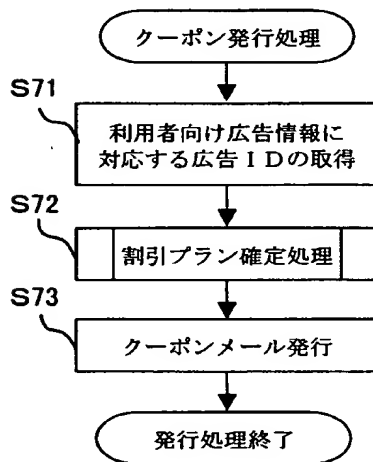 クーポン発行処理
S71
利用者向け広告情報に
対応する広告IDの取得
S72
割引プラン確定処理
S73
クーポンメール発行
発行処理終了